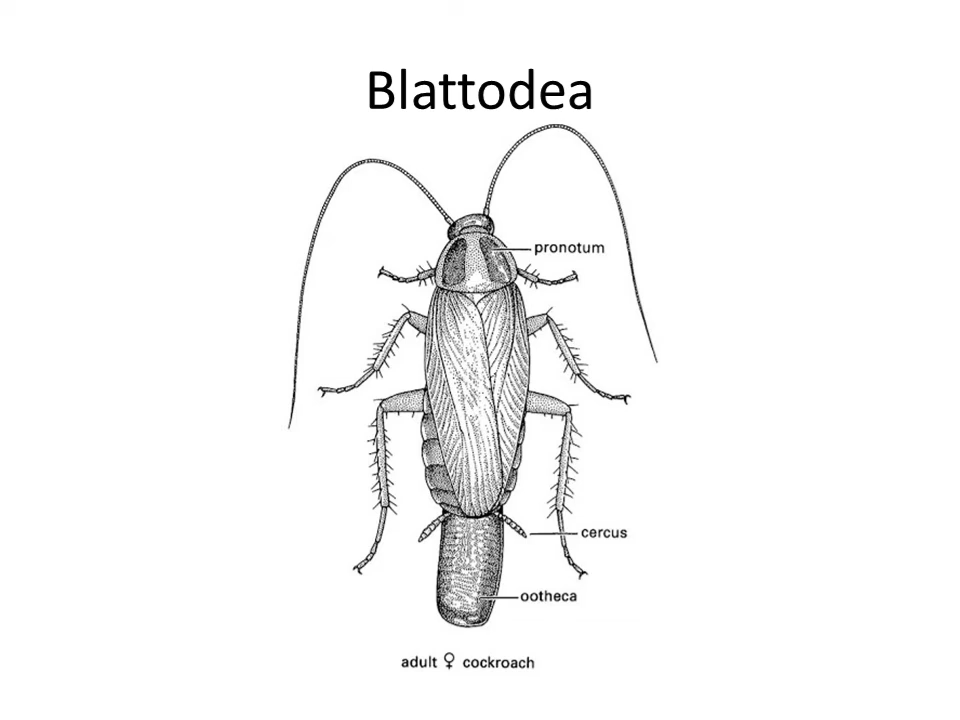 Blattodea
pronotum
cercus
ootheca
adult ♀ cockroach